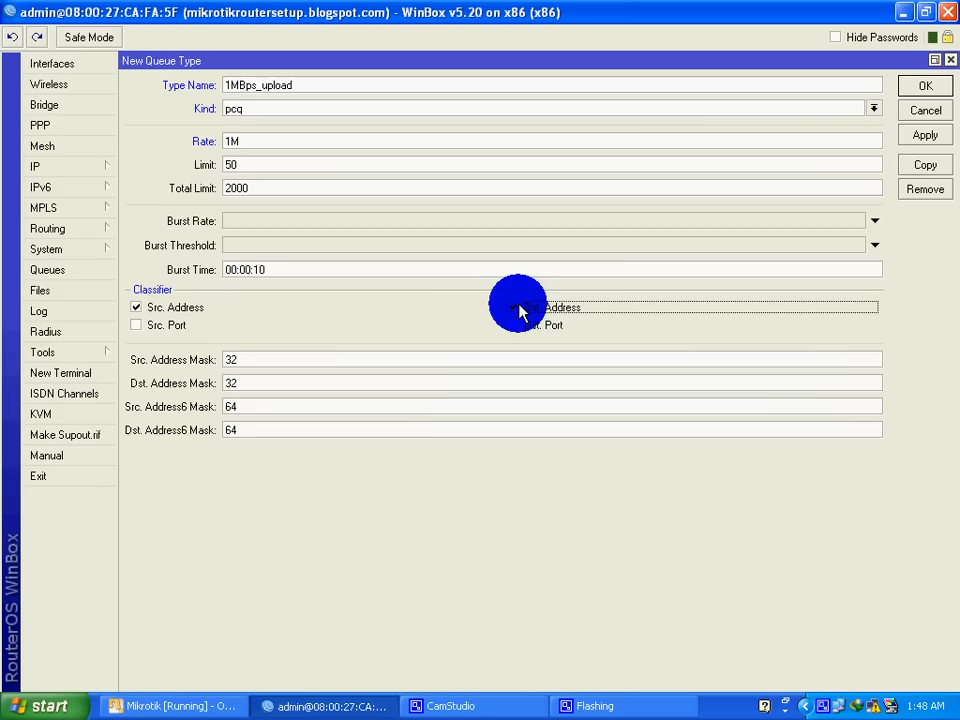 admin@08:00:27:CA:FA:5F (mikrotikroutersetup.blogspot.com) - WinBox v5.20 on x86 (x86)
Safe Mode
Hide Passwords
Interfaces
Wireless
Bridge
PPP
Mesh
IP
IPv6
MPLS
Routing
System
Queues
Files
Log
Radius
Tools
New Terminal
ISDN Channels
KVM
Make Supout.rif
Manual
Exit
RouterOS WinBox
New Queue Type
Type Name: 1MBps_upload
Kind: pcq
Rate: 1M
Limit: 50
Total Limit: 2000
Burst Rate:
Burst Threshold:
Burst Time: 00:00:10
Classifier
Src. Address
Address
Src. Port
Port
Src. Address Mask: 32
Dst. Address Mask: 32
Src. Address6 Mask: 64
Dst. Address6 Mask: 64
OK
Cancel
Apply
Copy
Remove
start
Mikrotik [Running] - O...
admin@08:00:27:CA:...
CamStudio
Flashing
1:48 AM